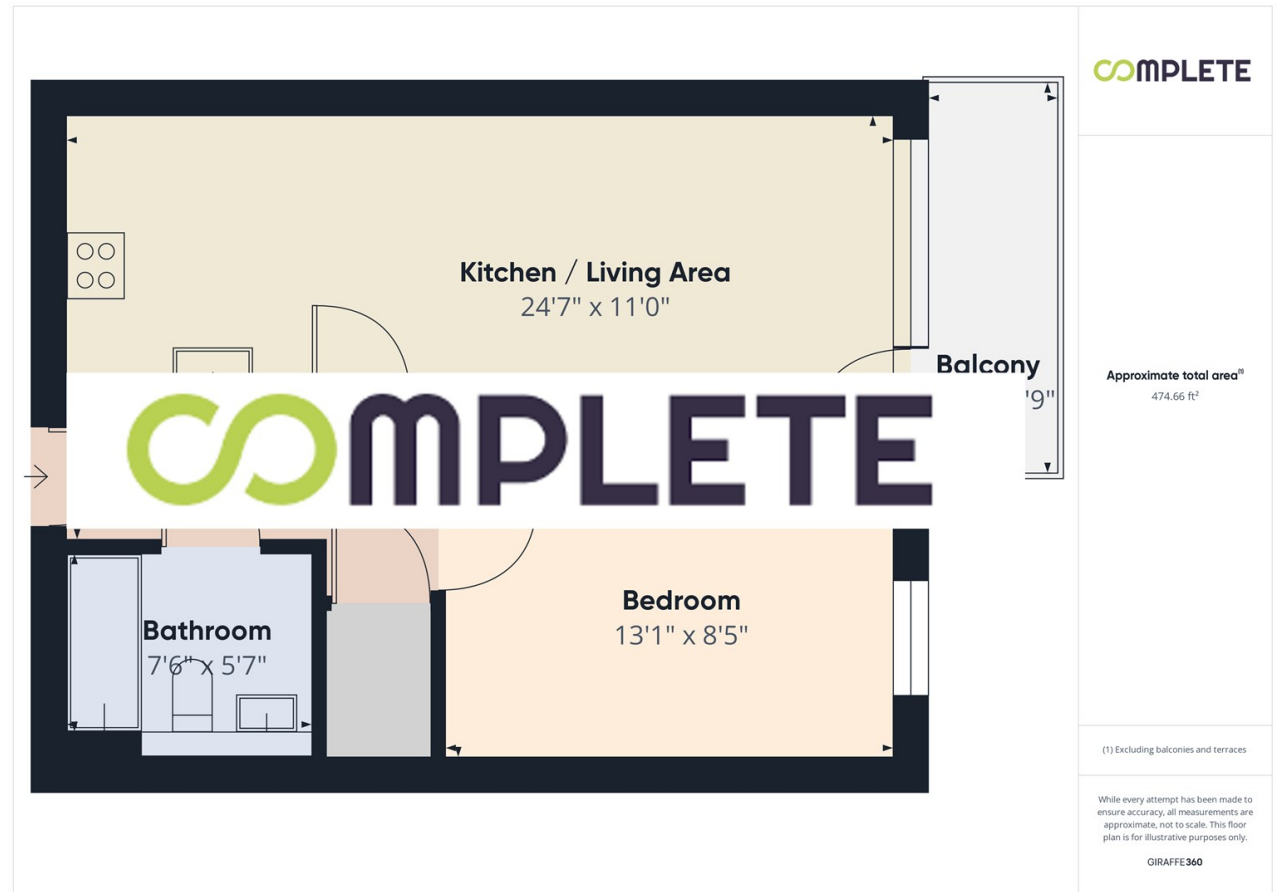 COMPLETE
Kitchen / Living Area
24'7" x 11'0"
Balcony
'9"
Approximate total area⁽¹⁾
474.66 ft²
COMPLETE
Bedroom
13'1" x 8'5"
Bathroom
7'6" x 5'7"
(1) Excluding balconies and terraces
While every attempt has been made to
ensure accuracy, all measurements are
approximate, not to scale. This floor
plan is for illustrative purposes only.
GIRAFFE360